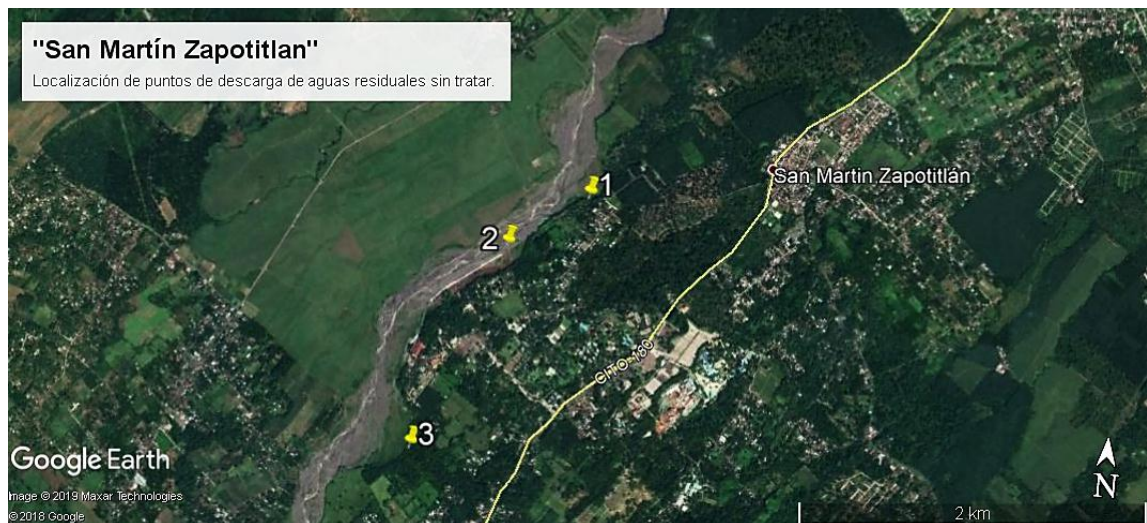 "San Martín Zapotitlan"
Localización de puntos de descarga de aguas residuales sin tratar.
1
San Martin Zapotitlán
2
CITO-180
3
Google Earth
Image © 2019 Maxar Technologies
© 2018 Google
N
2 km